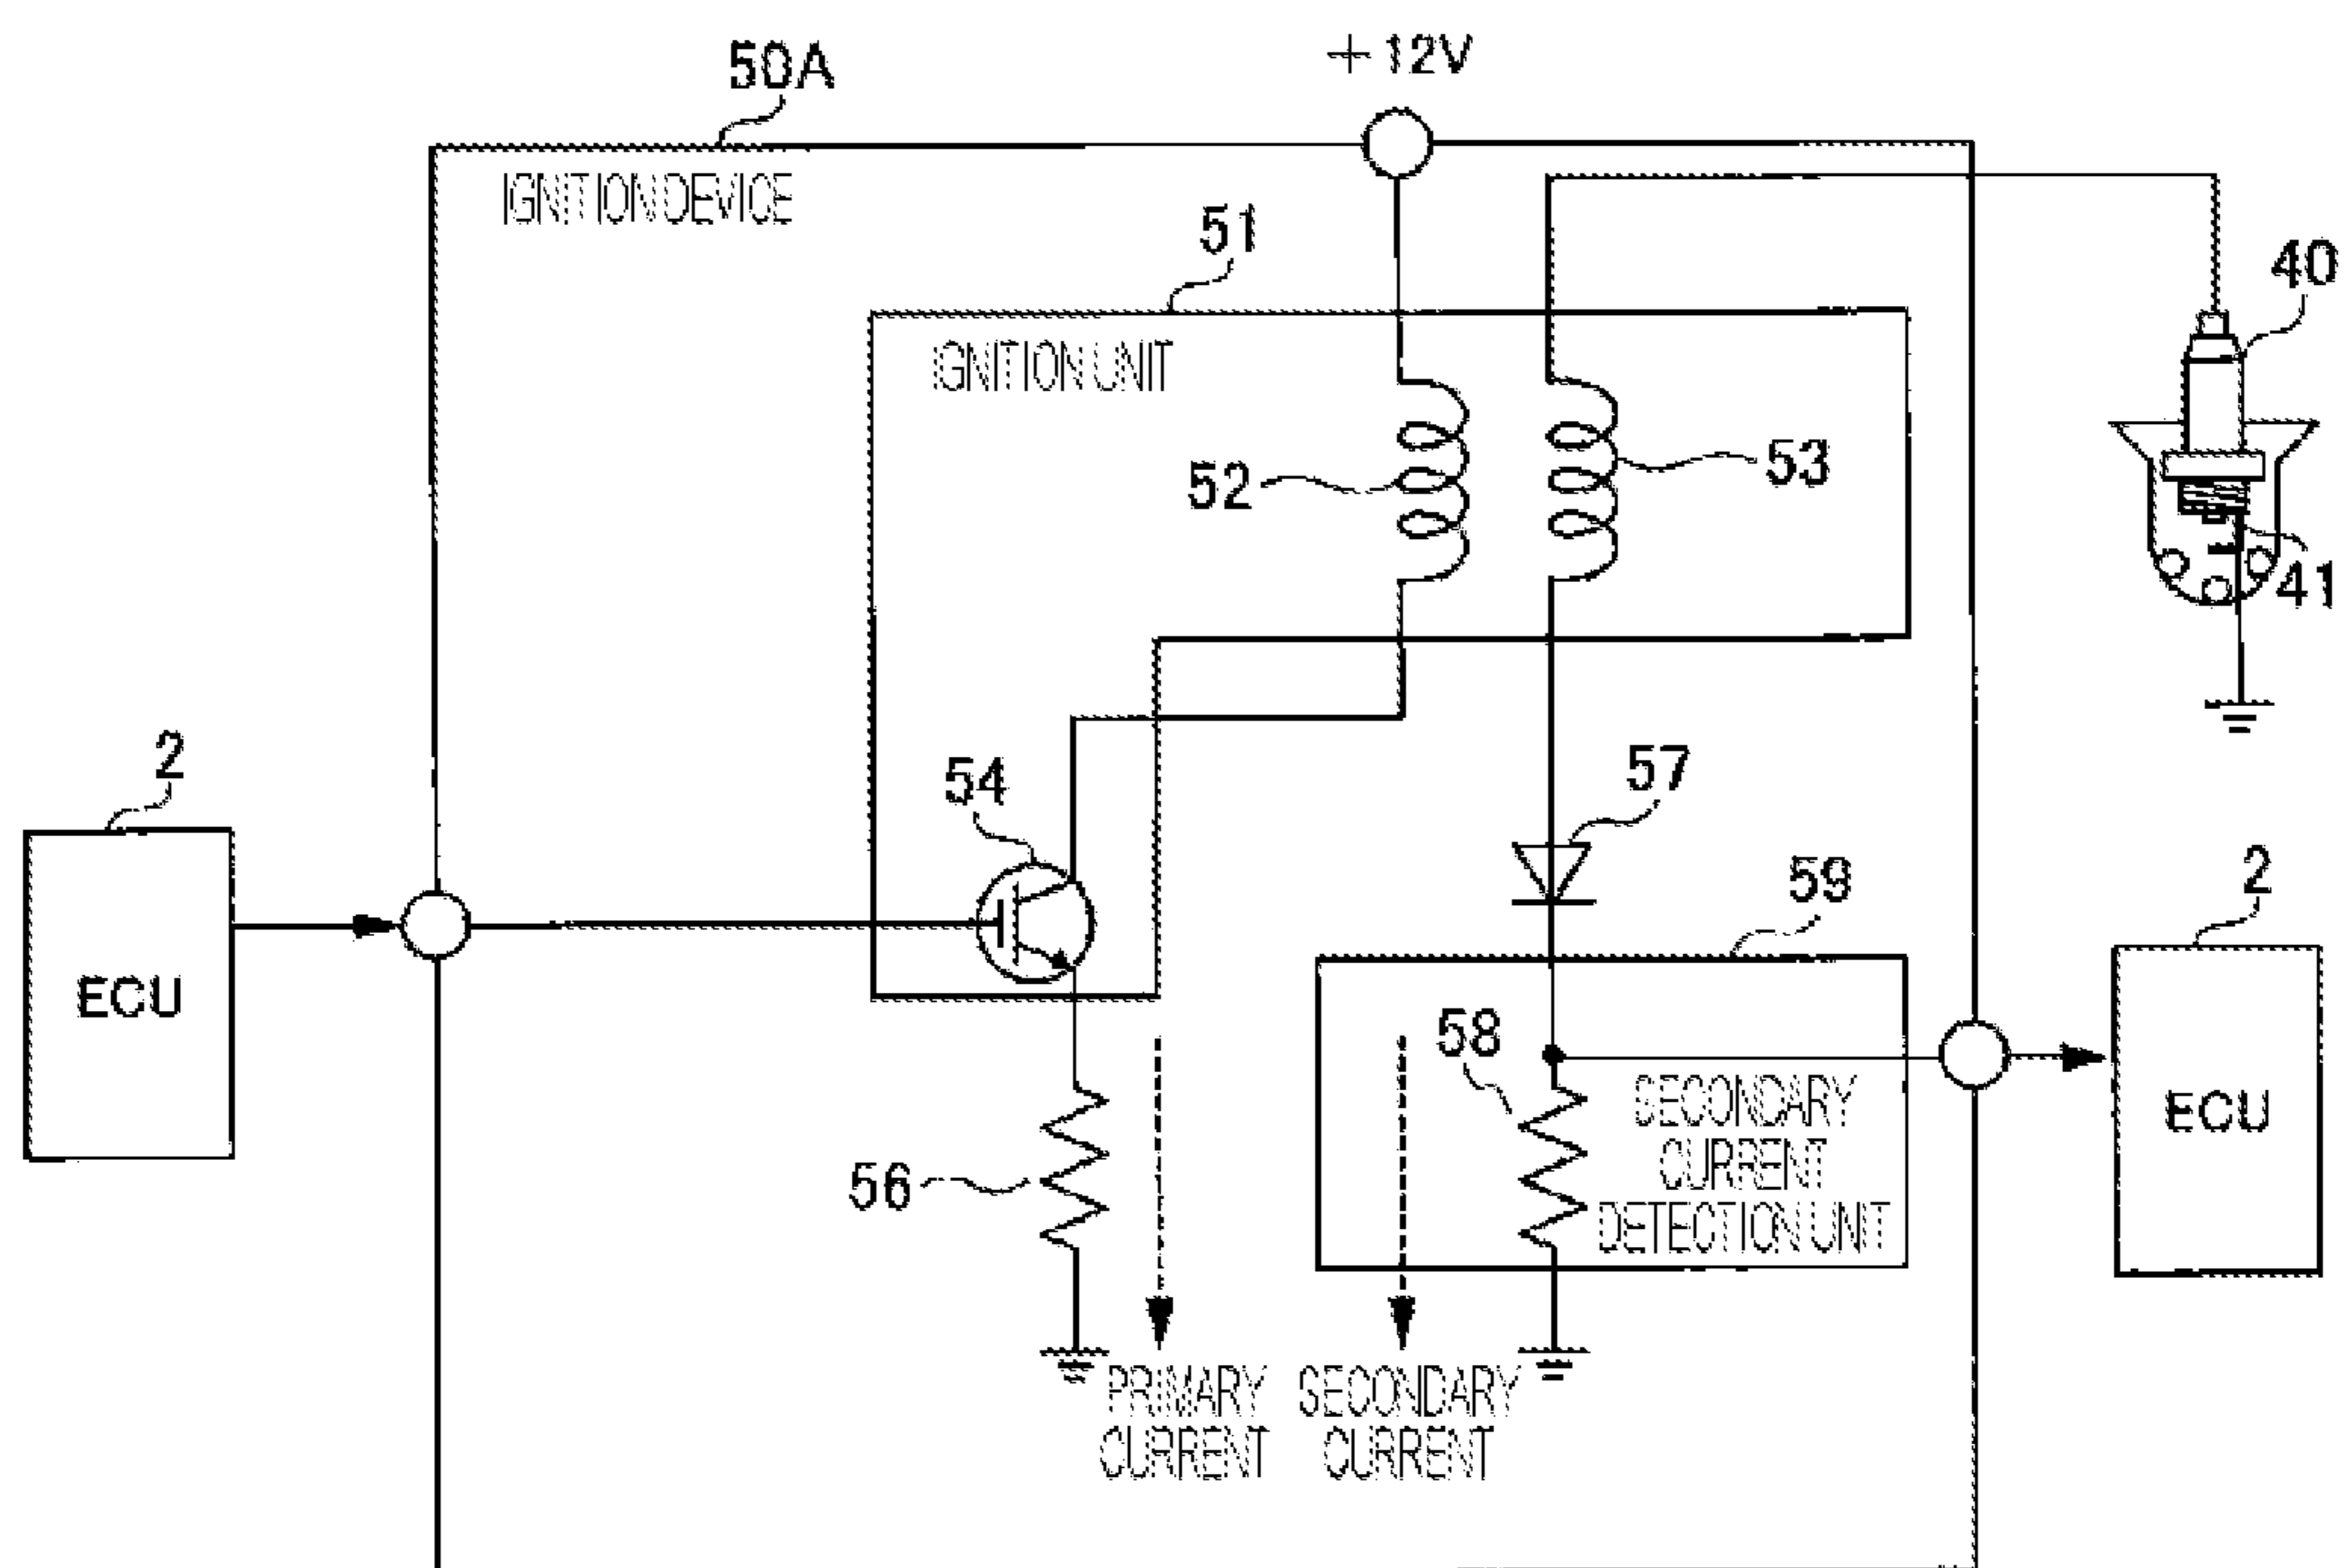 50A
+12V
IGNITION DEVICE
51
40
IGNITION UNIT
52
53
41
2
54
57
59
2
ECU
58
SECONDARY
CURRENT
DETECTION UNIT
ECU
56
PRIMARY
CURRENT
SECONDARY
CURRENT